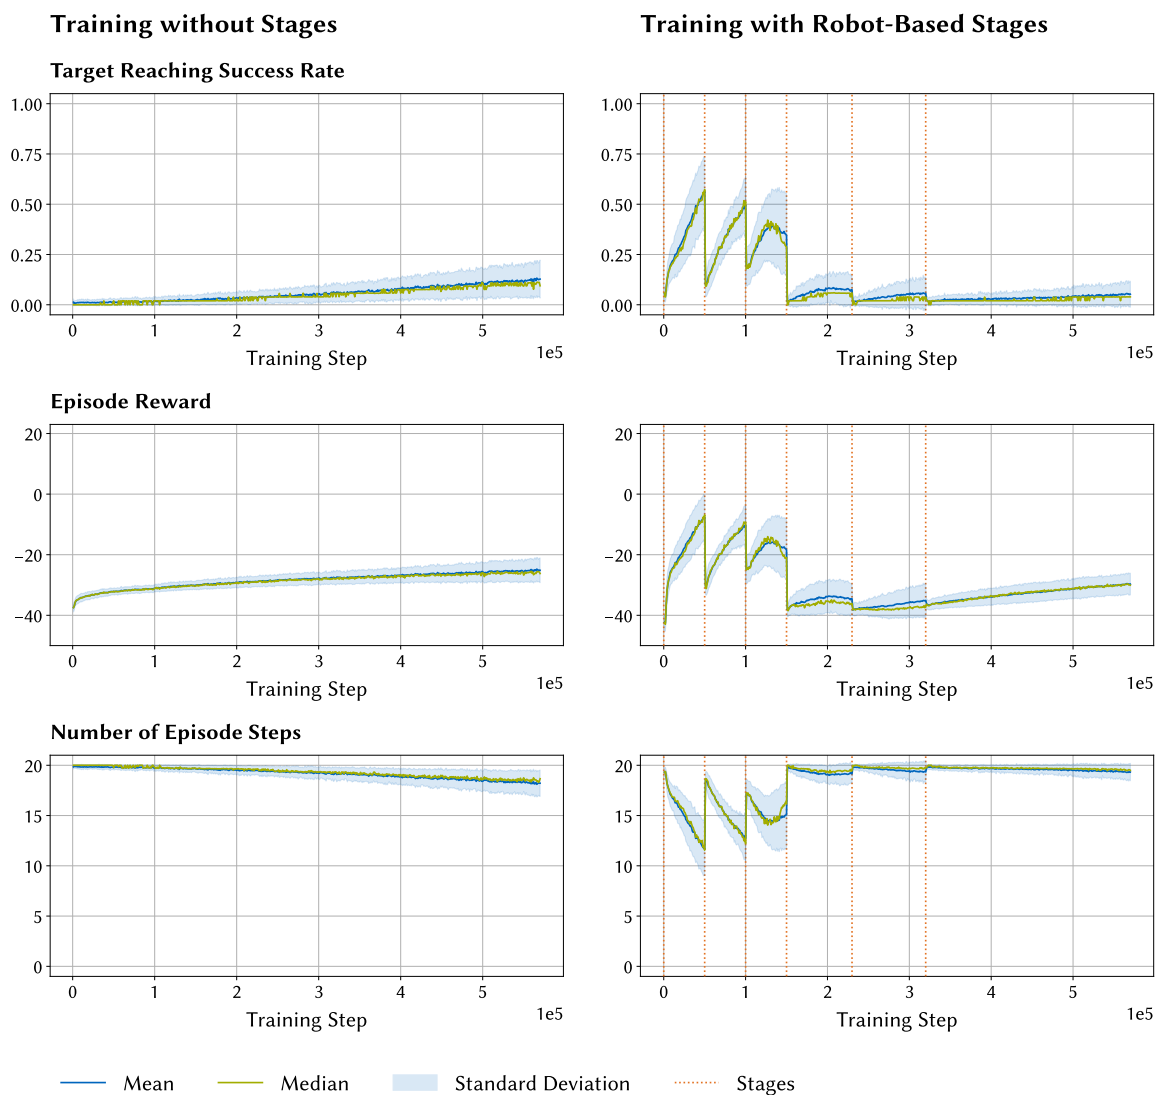 Training without Stages
Training with Robot-Based Stages
Target Reaching Success Rate
1.00
0.75
0.50
0.25
0.00
0 1 2 3 4 5
1e5
Training Step
1.00
0.75
0.50
0.25
0.00
0 1 2 3 4 5
1e5
Training Step
Episode Reward
20
0
−20
−40
0 1 2 3 4 5
1e5
Training Step
20
0
−20
−40
0 1 2 3 4 5
1e5
Training Step
Number of Episode Steps
20
15
10
5
0
0 1 2 3 4 5
1e5
Training Step
20
15
10
5
0
0 1 2 3 4 5
1e5
Training Step
Mean Median Standard Deviation Stages